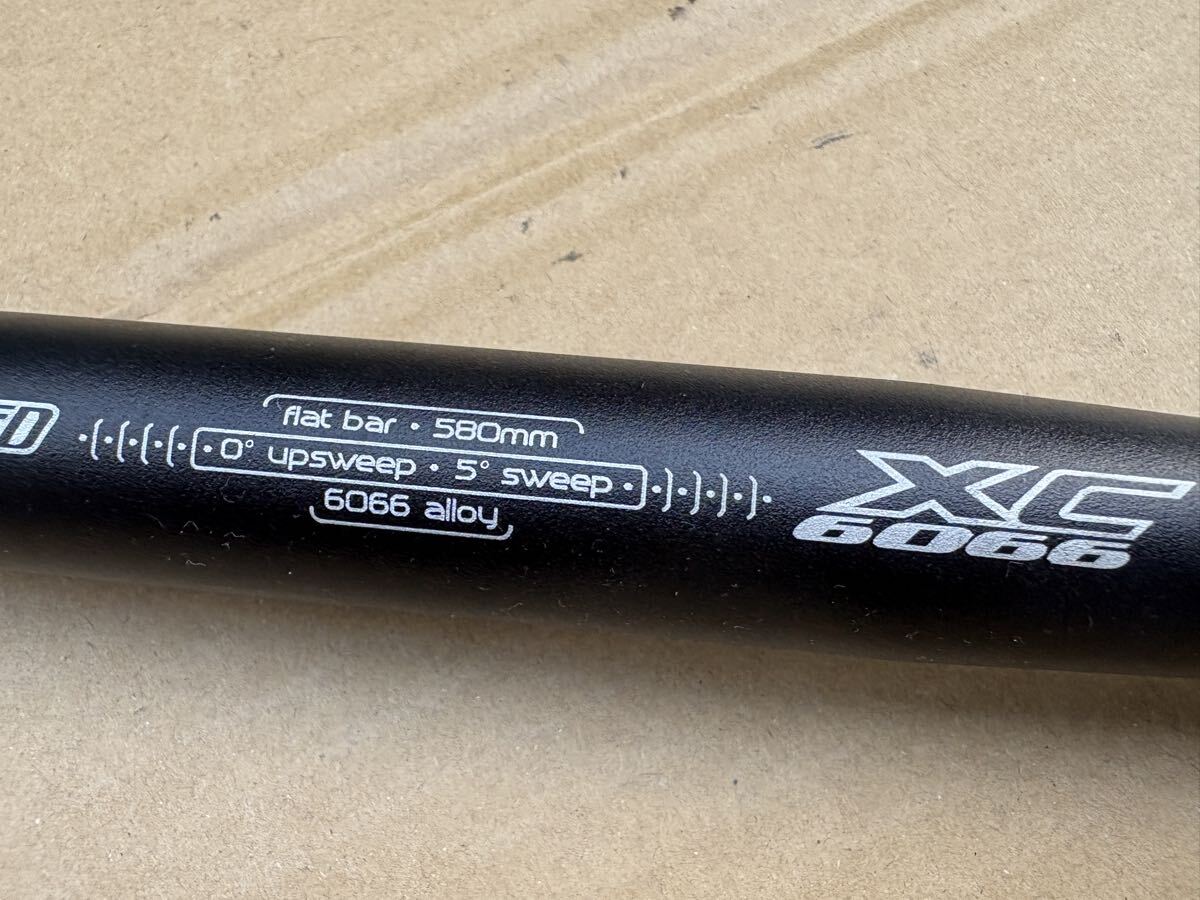 flat bar • 580mm
•0° upsweep • 5° sweep•
6066 alloy
XC
6066